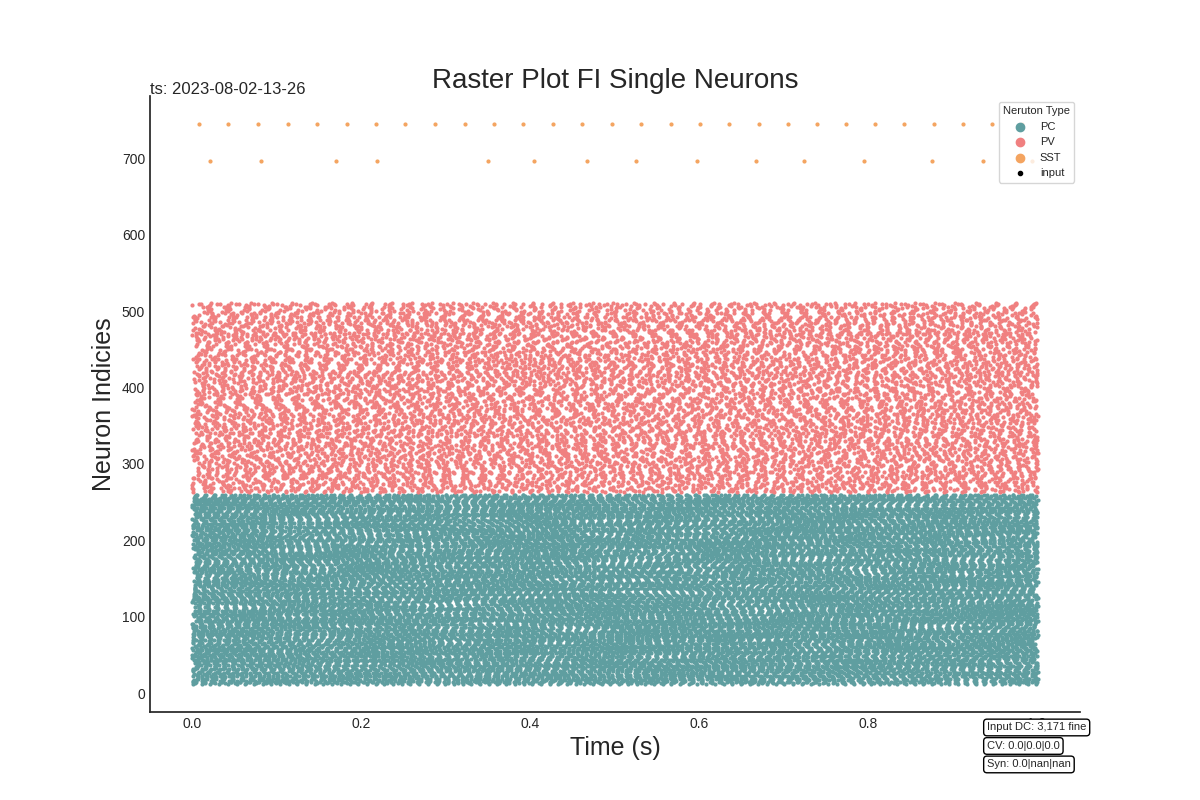 Raster Plot FI Single Neurons
ts: 2023-08-02-13-26
Neruton Type
PC
PV
SST
input
700
600
500
400
300
200
100
0
Neuron Indicies
0.0
0.2
0.4
0.6
0.8
Time (s)
Input DC: 3,171 fine
CV: 0.0|0.0|0.0
Syn: 0.0|nan|nan